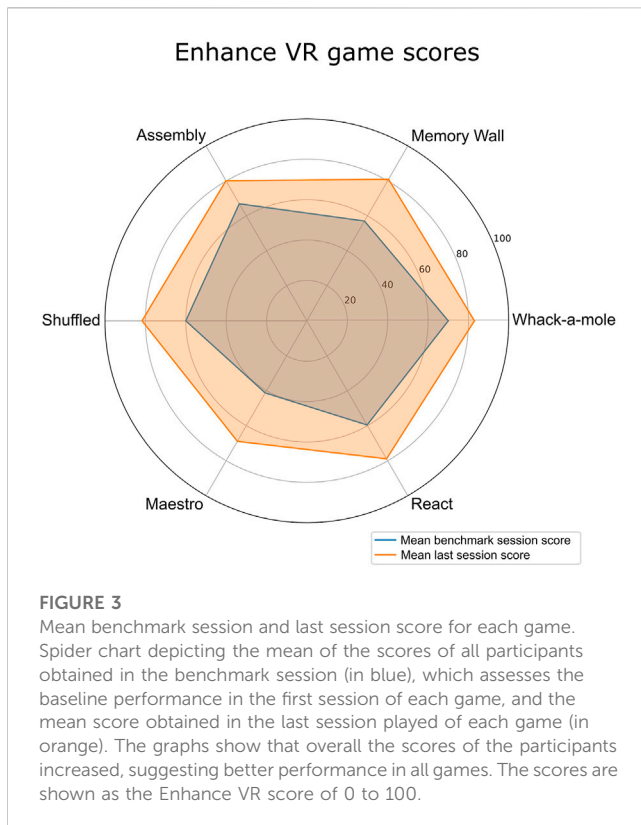 Enhance VR game scores
Assembly
Memory Wall
100
80
60
40
20
Shuffled
Whack-a-mole
Maestro
React
Mean benchmark session score
Mean last session score
FIGURE 3
Mean benchmark session and last session score for each game.
Spider chart depicting the mean of the scores of all participants
obtained in the benchmark session (in blue), which assesses the
baseline performance in the first session of each game, and the
mean score obtained in the last session played of each game (in
orange). The graphs show that overall the scores of the participants
increased, suggesting better performance in all games. The scores are
shown as the Enhance VR score of 0 to 100.